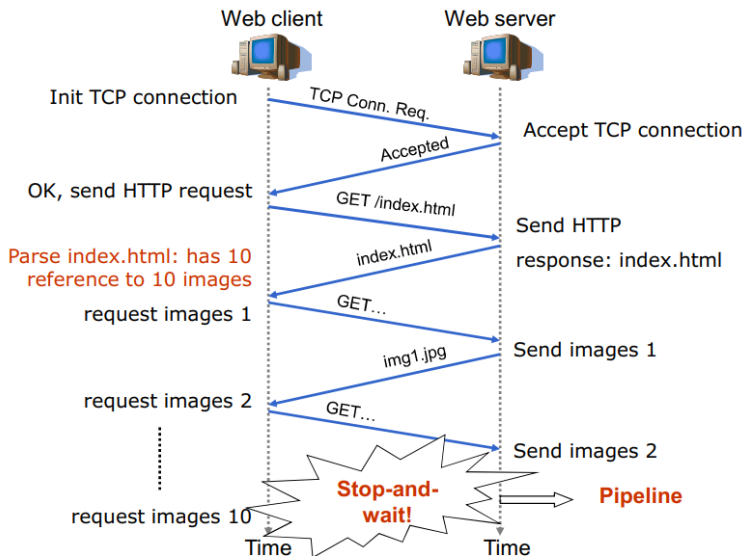 Web client
Web server
Init TCP connection
TCP Conn. Req.
Accept TCP connection
Accepted
OK, send HTTP request
GET /index.html
Send HTTP
response: index.html
index.html
Parse index.html: has 10
reference to 10 images
request images 1
GET...
Send images 1
img1.jpg
request images 2
GET...
Send images 2
Stop-and-
wait!
Pipeline
request images 10
Time
Time